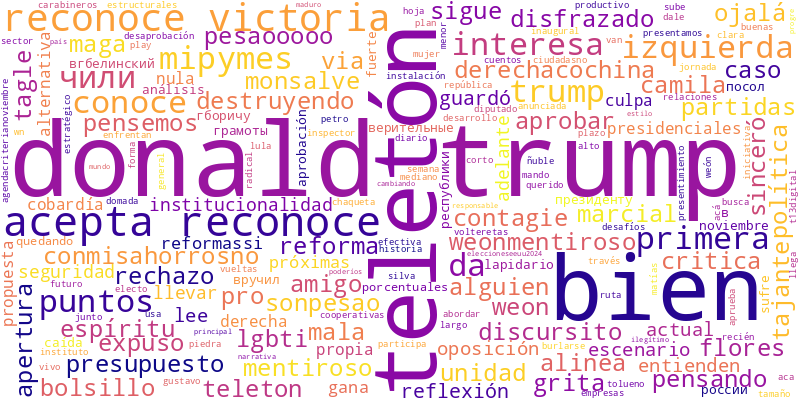 donald trump
teletón
bien
reconoce victoria
acepta reconoce
interesa
trump
izquierda
mipymes
чили
conoce
primera
puntos
disfrazado
sigue
ojalá
pesaooooo
maga
tagle
via
monsalve
destruyendo
pensemos
derechacochina
guardó
aprobar
camila
caso
culpa
partidas
presidenciales
sincero
tajantepolítica
adelante
contagie
marcial
weonmentiroso
da
critica
alguien
weon
discursito
flores
alinea
actual
escenario
entienden
pensando
grita
unidad
oposición
reflexión
institucionalidad
cobardía
conmisahorrosno
reformassi
reforma
rechazo
seguridad
próximas
amigo
sonpesao
pro
llevar
lee
derecha
espíritu
expuso
apertura
presupuesto
lgbti
mala
mentiroso
bolsillo
teleton
gana
propia
porcentuales
lapidario
volteretas
noviembre
президенту
республики
верительные
грамоты
рборичу
вгбелинский
посол
вручил
россии
в
nula
análisis
alternativa
fuerte
aprobación
petro
diario
propuesta
quedando
carabineros
estructurales
desaprobación
play
sector
país
agendacriterianoviembre
estratégico
wn
enfrentan
forma
radical
lula
general
inspector
maduro
hoja
plan
menor
mujer
cuentos
instalación
república
desarrollo
semana
mediano
corto
cambiando
chaqueta
domada
mundo
productivo
sube
dale
presentamos
buenas
clara
inaugural
ciudadasno
van
jornada
relaciones
anunciada
diputado
plazo
alto
estilo
iniciativa
ñuble
mando
querido
presentimiento
weón
acá
busca
t13digital
llega
desafíos
responsable
eleccioneseeuu2024
efectiva
historia
silva
poderíos
cooperativas
participa
abordar
largo
burlarse
ilegítimo
través
matías
ruta
empresas
tolueno
recién
aprueba
sufre
aca
tamaño
caída
instituto
vivo
futuro
electo
junto
usa
vueltas
principal
piedra
gustavo
narrativa